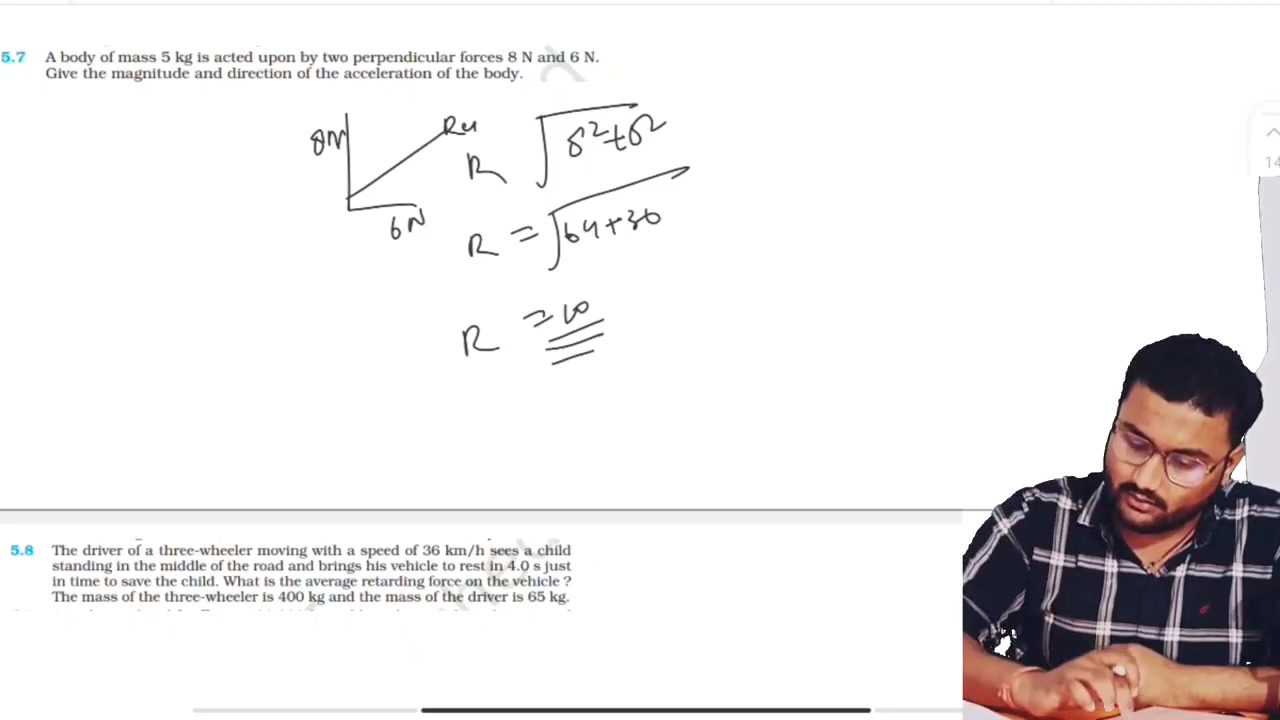 5.7 A body of mass 5 kg is acted upon by two perpendicular forces 8 N and 6 N.
Give the magnitude and direction of the acceleration of the body.
8N
6N
R
√8²+6²
R = √64+36
R = 10
14
5.8 The driver of a three-wheeler moving with a speed of 36 km/h sees a child
standing in the middle of the road and brings his vehicle to rest in 4.0 s just
in time to save the child. What is the average retarding force on the vehicle ?
The mass of the three-wheeler is 400 kg and the mass of the driver is 65 kg.